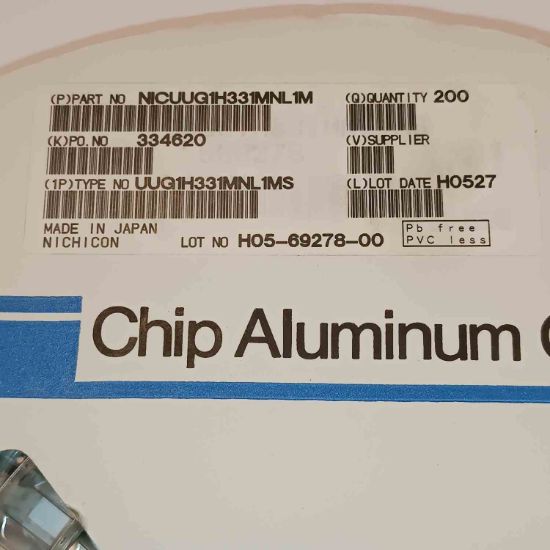 (P)PART NO NICUUG1H331MNL1M (Q)QUANTITY 200
(K)PO.NO 334620 (V)SUPPLIER
(1P)TYPE NO UUG1H331MNL1MS (L)LOT DATE H0527
MADE IN JAPAN
NICHICON LOT NO H05-69278-00
Pb free
PVC less
Chip Aluminum